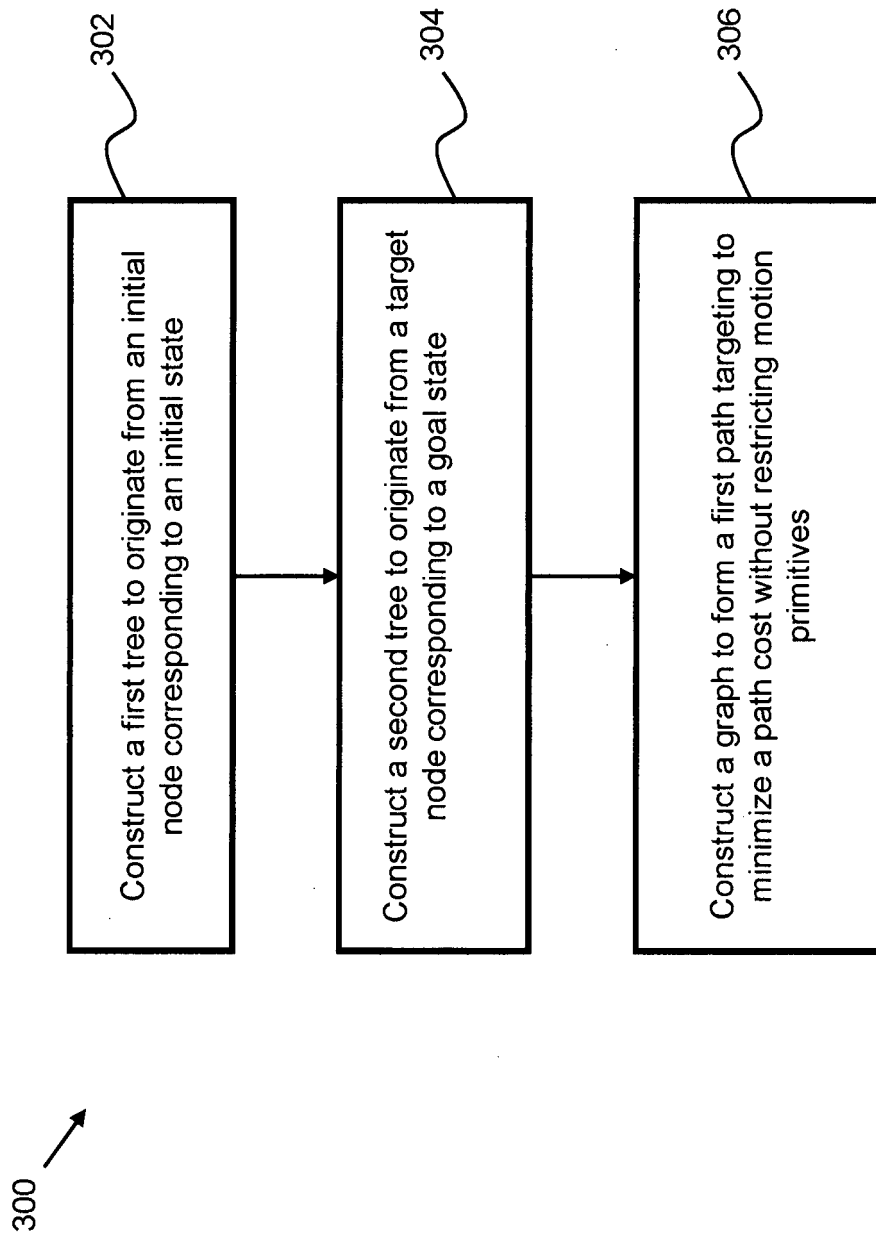 300
Construct a first tree to originate from an initial
node corresponding to an initial state
302
Construct a second tree to originate from a target
node corresponding to a goal state
304
Construct a graph to form a first path targeting to
minimize a path cost without restricting motion
primitives
306